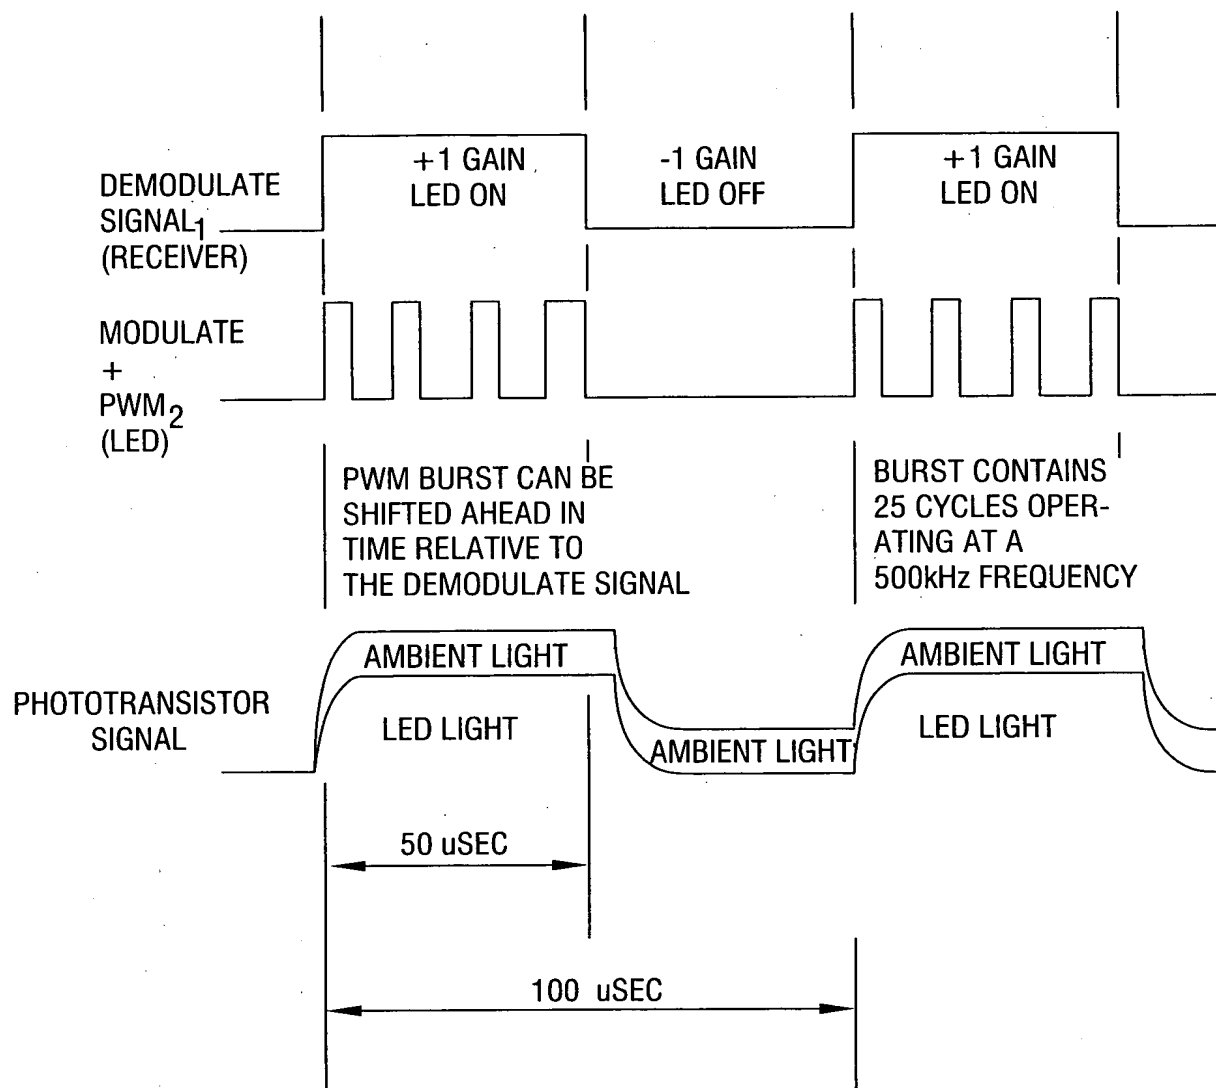 +1 GAIN
LED ON
-1 GAIN
LED OFF
+1 GAIN
LED ON
DEMODULATE
SIGNAL1
(RECEIVER)
MODULATE
+
PWM2
(LED)
PWM BURST CAN BE
SHIFTED AHEAD IN
TIME RELATIVE TO
THE DEMODULATE SIGNAL
BURST CONTAINS
25 CYCLES OPER-
ATING AT A
500kHz FREQUENCY
PHOTOTRANSISTOR
SIGNAL
AMBIENT LIGHT
LED LIGHT
AMBIENT LIGHT
AMBIENT LIGHT
LED LIGHT
50 uSEC
100 uSEC